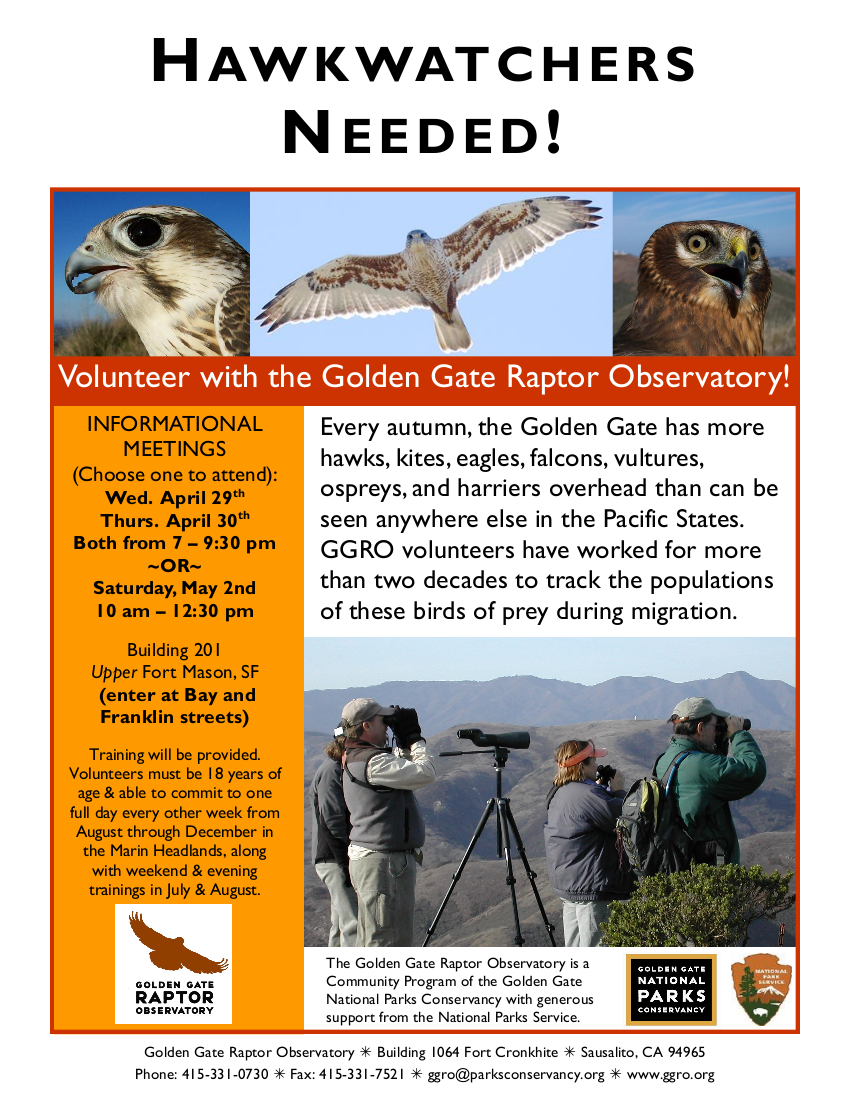 HAWKWATCHERS
NEEDED!
Volunteer with the Golden Gate Raptor Observatory!
INFORMATIONAL
MEETINGS
(Choose one to attend):
Wed. April 29th
Thurs. April 30th
Both from 7 – 9:30 pm
~OR~
Saturday, May 2nd
10 am – 12:30 pm
Building 201
Upper Fort Mason, SF
(enter at Bay and
Franklin streets)
Training will be provided.
Volunteers must be 18 years of
age & able to commit to one
full day every other week from
August through December in
the Marin Headlands, along
with weekend & evening
trainings in July & August.
GOLDEN GATE
RAPTOR
OBSERVATORY
Every autumn, the Golden Gate has more
hawks, kites, eagles, falcons, vultures,
ospreys, and harriers overhead than can be
seen anywhere else in the Pacific States.
GGRO volunteers have worked for more
than two decades to track the populations
of these birds of prey during migration.
The Golden Gate Raptor Observatory is a
Community Program of the Golden Gate
National Parks Conservancy with generous
support from the National Parks Service.
GOLDEN GATE
NATIONAL
PARKS
CONSERVANCY
NATIONAL
PARK
SERVICE
Golden Gate Raptor Observatory ✳ Building 1064 Fort Cronkhite ✳ Sausalito, CA 94965
Phone: 415-331-0730 ✳ Fax: 415-331-7521 ✳ ggro@parksconservancy.org ✳ www.ggro.org